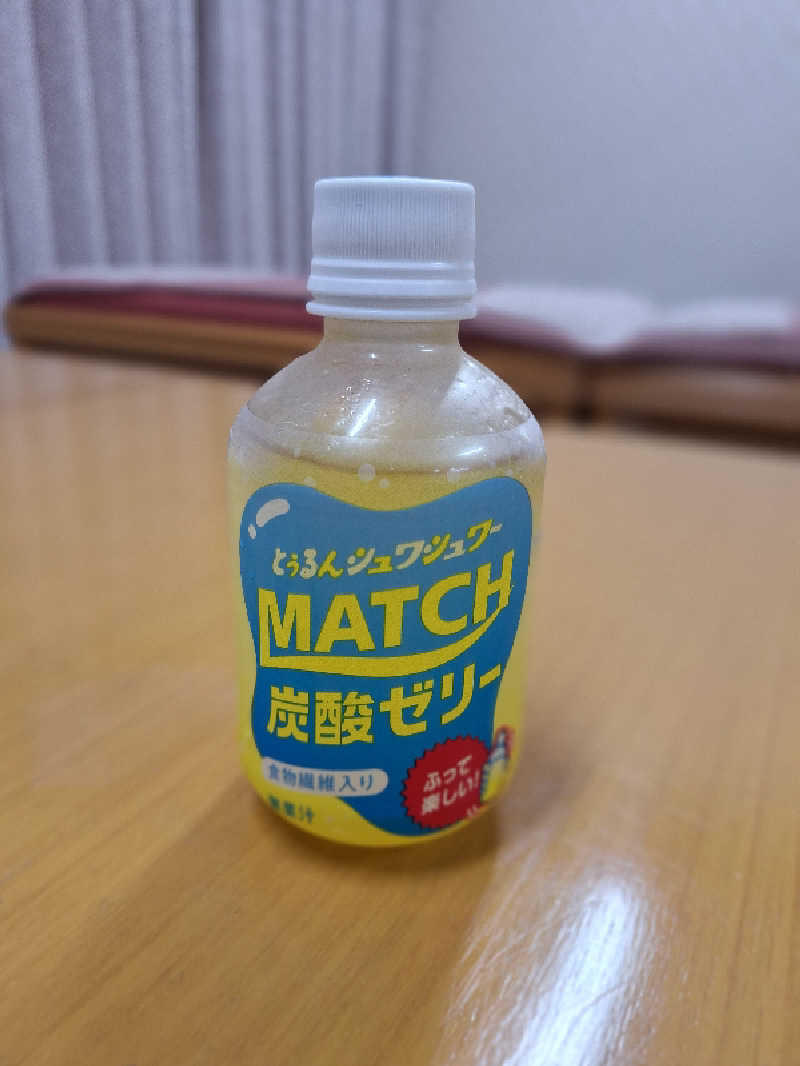 とぅるんシュワシュワー
MATCH
炭酸ゼリー
食物繊維入り
無果汁
ふって
楽しい!